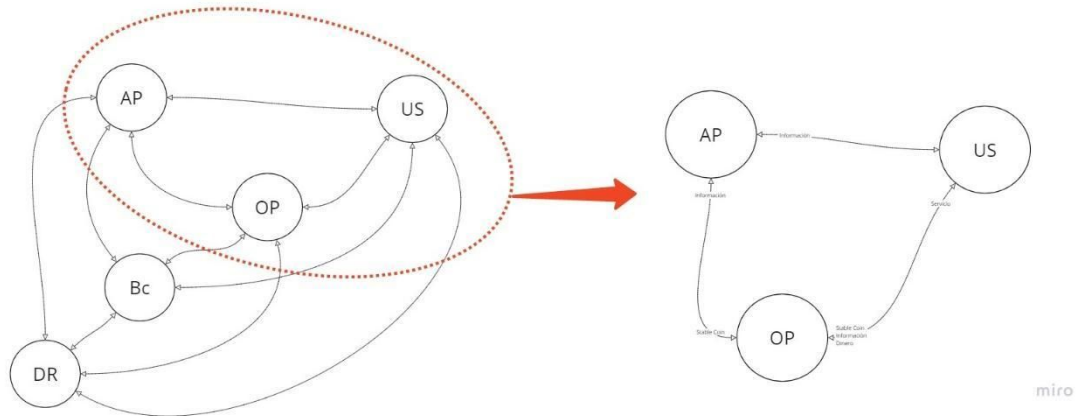 AP
US
OP
Bc
DR
AP
Información
US
Información
Servicio
Stable Coin
OP
Stable Coin
Información
Dinero
miro